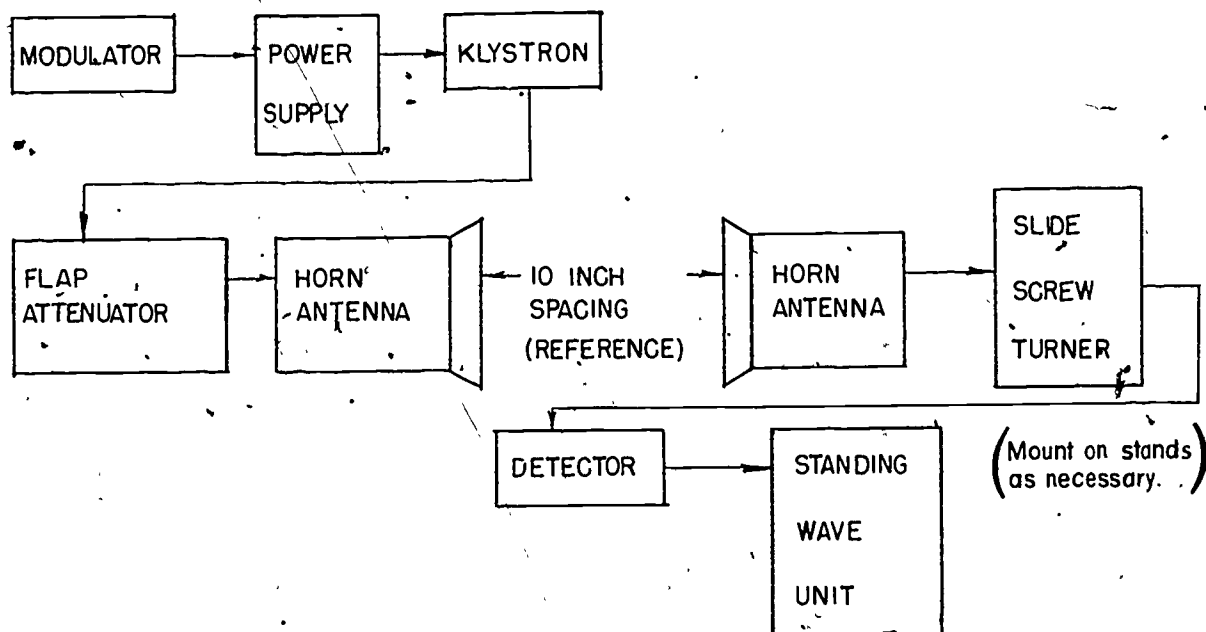 MODULATOR
POWER
SUPPLY
KLYSTRON
FLAP
ATTENUATOR
HORN
ANTENNA
10 INCH
SPACING
(REFERENCE)
HORN
ANTENNA
SLIDE
SCREW
TURNER
DETECTOR
STANDING
WAVE
UNIT
(Mount on stands
as necessary.)